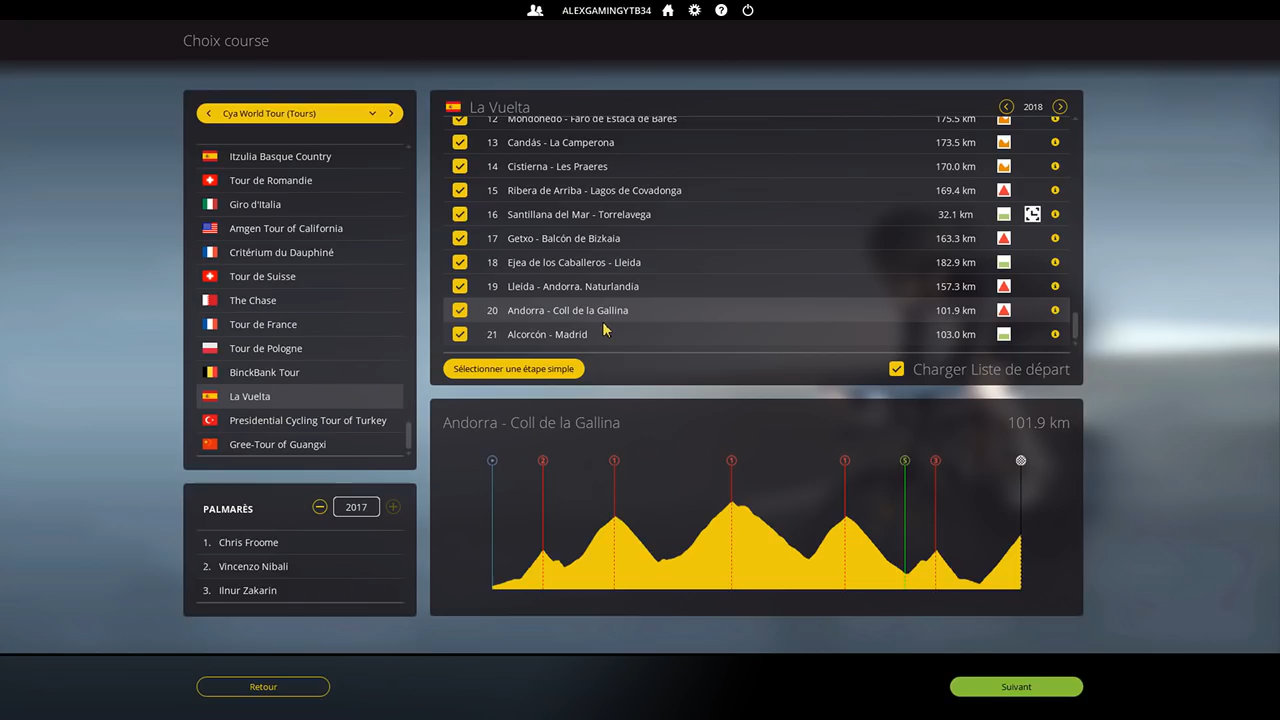 ALEXGAMINGYTB34
Choix course
Cya World Tour (Tours)
Itzulia Basque Country
Tour de Romandie
Giro d'Italia
Amgen Tour of California
Critérium du Dauphiné
Tour de Suisse
The Chase
Tour de France
Tour de Pologne
BinckBank Tour
La Vuelta
Presidential Cycling Tour of Turkey
Gree-Tour of Guangxi
PALMARÈS 2017
1. Chris Froome
2. Vincenzo Nibali
3. Ilnur Zakarin
La Vuelta 2018
12 Mondoñedo - Faro de Estaca de Bares 175.5 km
13 Candás - La Camperona 173.5 km
14 Cistierna - Les Praeres 170.0 km
15 Ribera de Arriba - Lagos de Covadonga 169.4 km
16 Santillana del Mar - Torrelavega 32.1 km
17 Getxo - Balcón de Bizkaia 163.3 km
18 Ejea de los Caballeros - Lleida 182.9 km
19 Lleida - Andorra. Naturlandia 157.3 km
20 Andorra - Coll de la Gallina 101.9 km
21 Alcorcón - Madrid 103.0 km
Sélectionner une étape simple
Charger Liste de départ
Andorra - Coll de la Gallina 101.9 km
2 1 1 1 S 3
Retour
Suivant